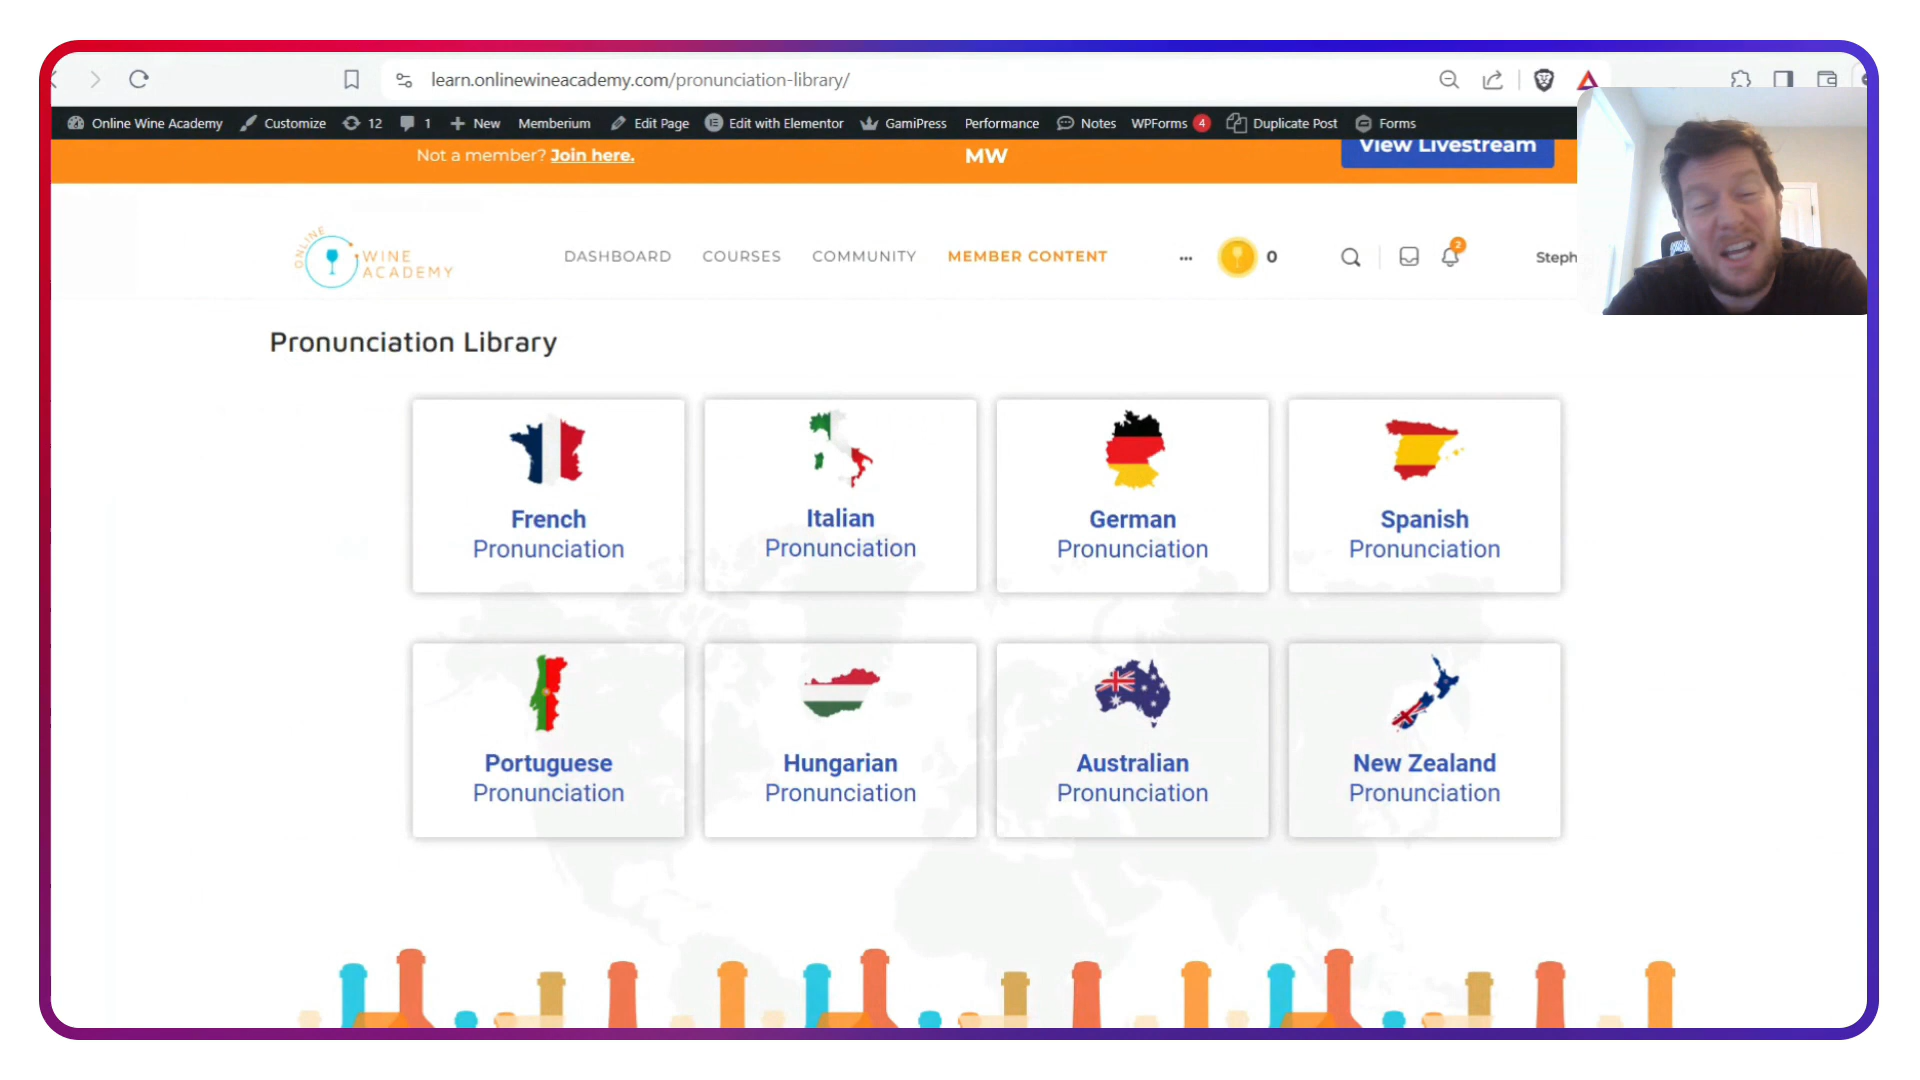 learn.onlinewineacademy.com/pronunciation-library/
Online Wine Academy Customize 12 1 New Memberium Edit Page Edit with Elementor GamiPress Performance Notes WPForms 4 Duplicate Post Forms
Not a member? Join here. MW View Livestream
ONLINE WINE ACADEMY
DASHBOARD COURSES COMMUNITY MEMBER CONTENT ... 0 2 Steph
Pronunciation Library
French Italian German Spanish
Pronunciation Pronunciation Pronunciation Pronunciation
Portuguese Hungarian Australian New Zealand
Pronunciation Pronunciation Pronunciation Pronunciation